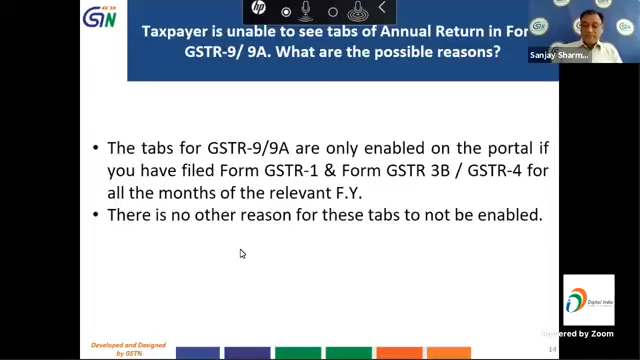 GSTN
hp
Taxpayer is unable to see tabs of Annual Return in For
GSTR-9/ 9A. What are the possible reasons?
Sanjay Sharm...
• The tabs for GSTR-9/9A are only enabled on the portal if
you have filed Form GSTR-1 & Form GSTR 3B / GSTR-4 for
all the months of the relevant F.Y.
• There is no other reason for these tabs to not be enabled.
Digital India
Powered by Zoom
Developed and Designed
by GSTN
14